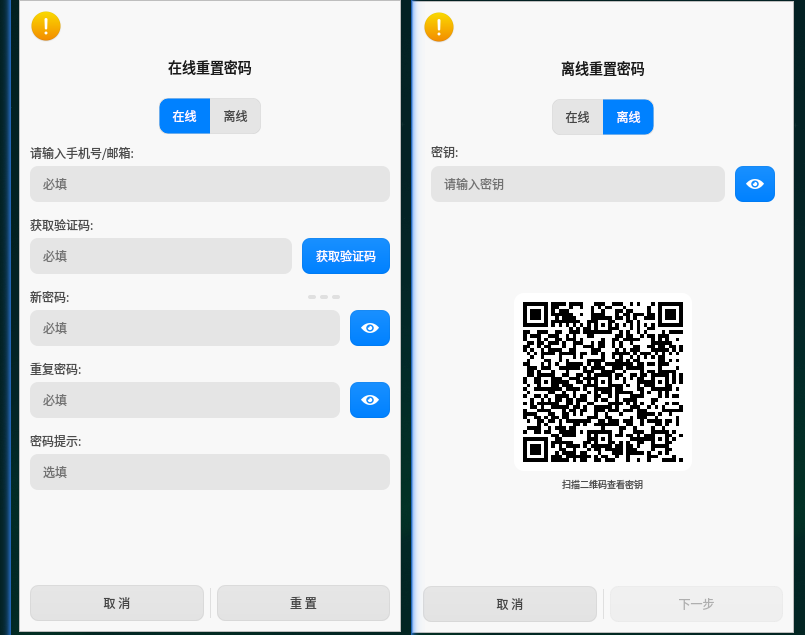 在线重置密码
在线 离线
请输入手机号/邮箱:
必填
获取验证码:
必填 获取验证码
新密码:
必填
重复密码:
必填
密码提示:
选填
取消 重置
离线重置密码
在线 离线
密钥:
请输入密钥
扫描二维码查看密钥
取消 下一步